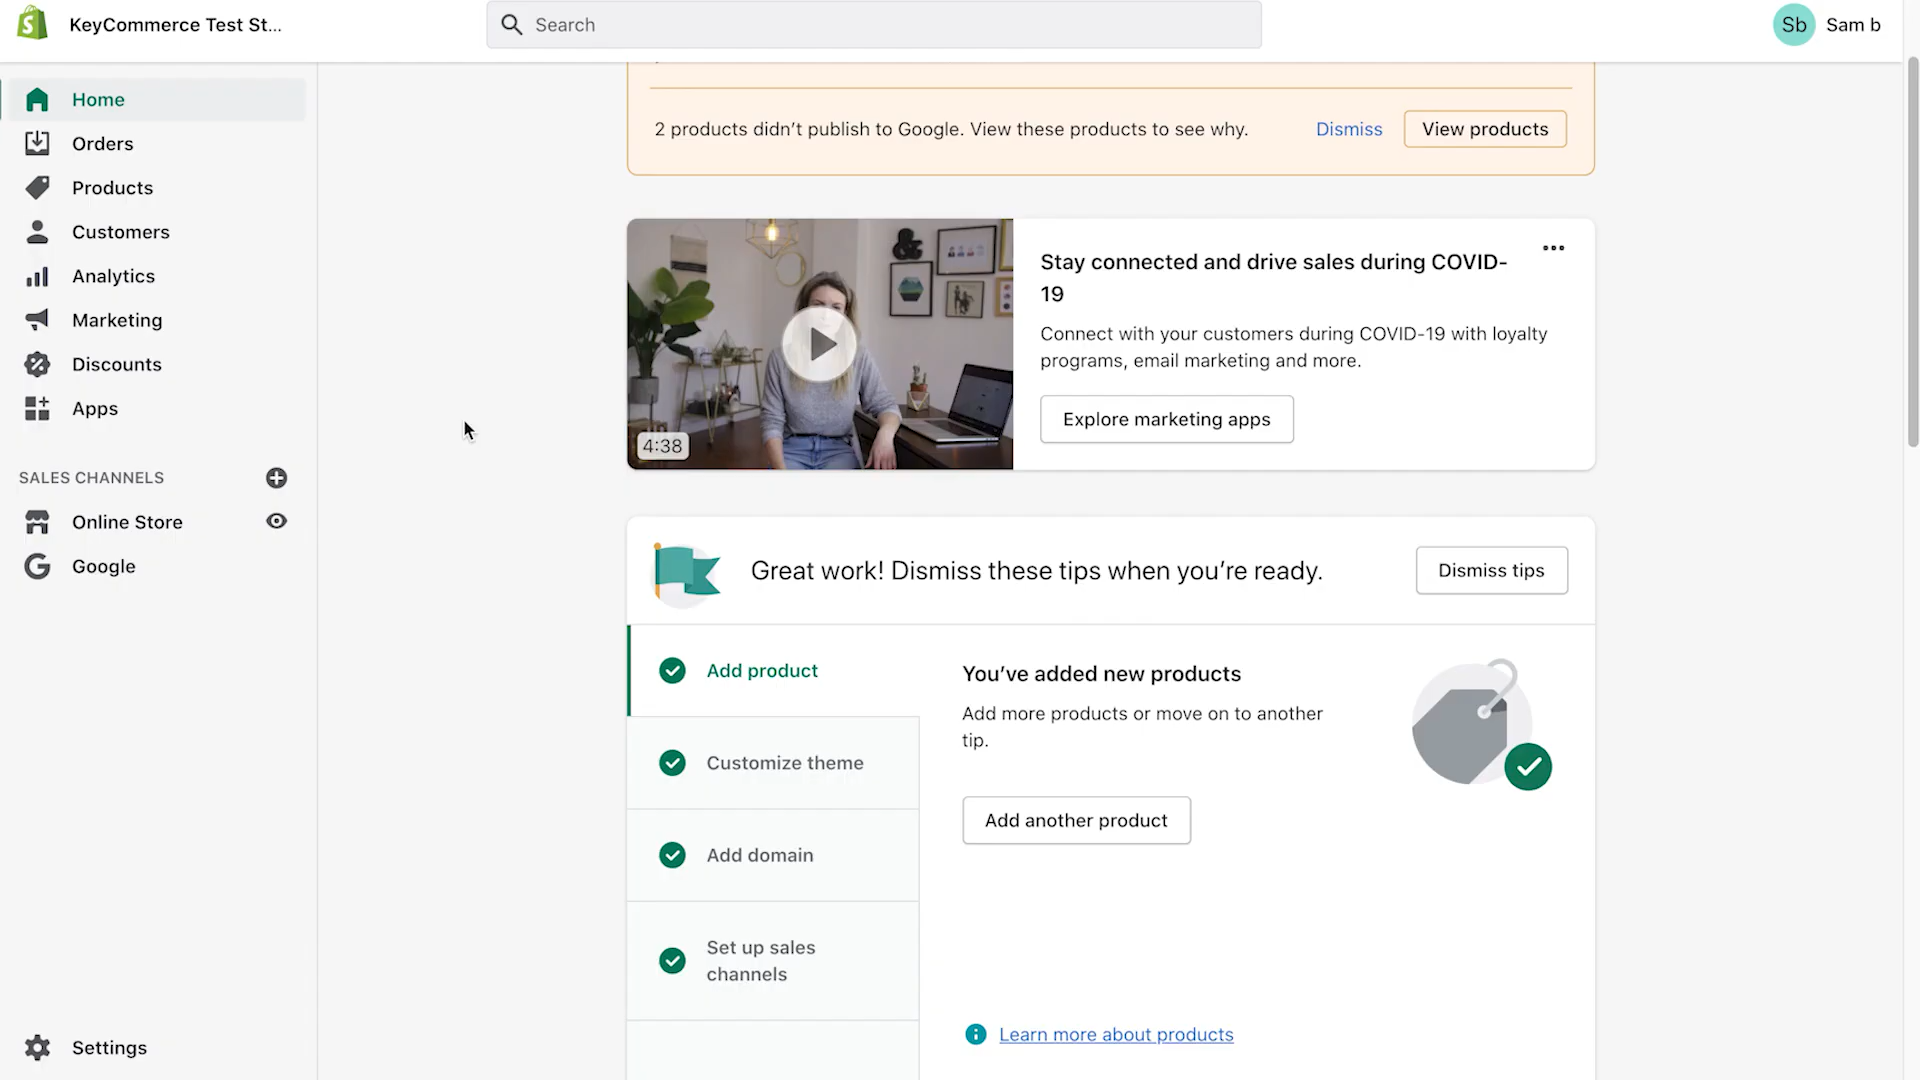 KeyCommerce Test St...
Search
Sb
Sam b
Home
Orders
Products
Customers
Analytics
Marketing
Discounts
Apps
SALES CHANNELS
Online Store
Google
Settings
2 products didn’t publish to Google. View these products to see why.
Dismiss
View products
4:38
Stay connected and drive sales during COVID-
19
Connect with your customers during COVID-19 with loyalty
programs, email marketing and more.
Explore marketing apps
Great work! Dismiss these tips when you’re ready.
Dismiss tips
Add product
Customize theme
Add domain
Set up sales
channels
You’ve added new products
Add more products or move on to another
tip.
Add another product
Learn more about products